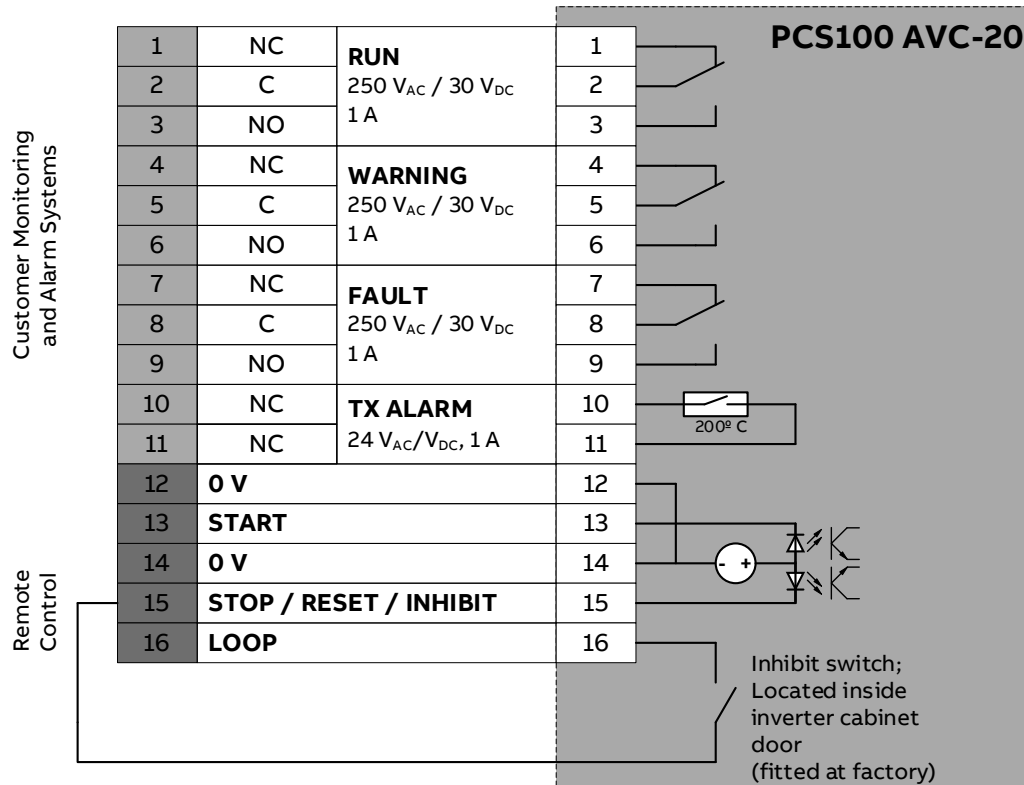 PCS100 AVC-20
Customer Monitoring
and Alarm Systems
Remote
Control
1 NC RUN 1
250 VAC / 30 VDC
2 C 2
1 A
3 NO 3
4 NC WARNING 4
250 VAC / 30 VDC
5 C 5
1 A
6 NO 6
7 NC FAULT 7
250 VAC / 30 VDC
8 C 8
1 A
9 NO 9
10 NC TX ALARM 10
200º C
11 NC 24 VAC/VDC, 1 A 11
12 0 V 12
13 START 13
14 0 V 14
- +
15 STOP / RESET / INHIBIT 15
16 LOOP 16
Inhibit switch;
Located inside
inverter cabinet
door
(fitted at factory)